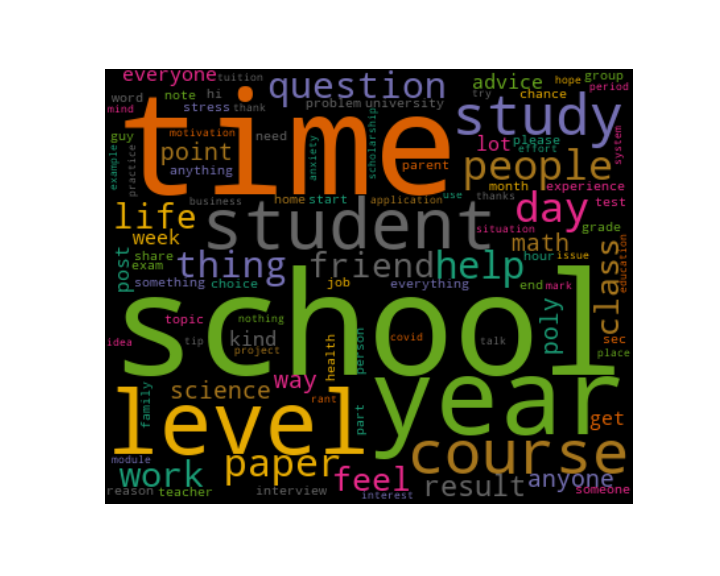 everyone
tuition
word
note
hi
question
advice
group
hope
period
mind
stress
thank
problem
university
try
chance
time
study
guy
motivation
need
anxiety
scholarship
lot
please
effort
system
example
practice
point
anything
parent
people
month
experience
business
home
start
application
use
thanks
day
test
life
week
student
situation
grade
math
post
share
exam
thing
friend
help
hour
issue
class
education
something
choice
job
everything
end
mark
school
topic
nothing
poly
idea
tip
kind
project
health
person
covid
talk
sec
place
year
science
way
family
level
rant
part
get
course
module
work
paper
feel
result
anyone
reason
teacher
interview
interest
someone